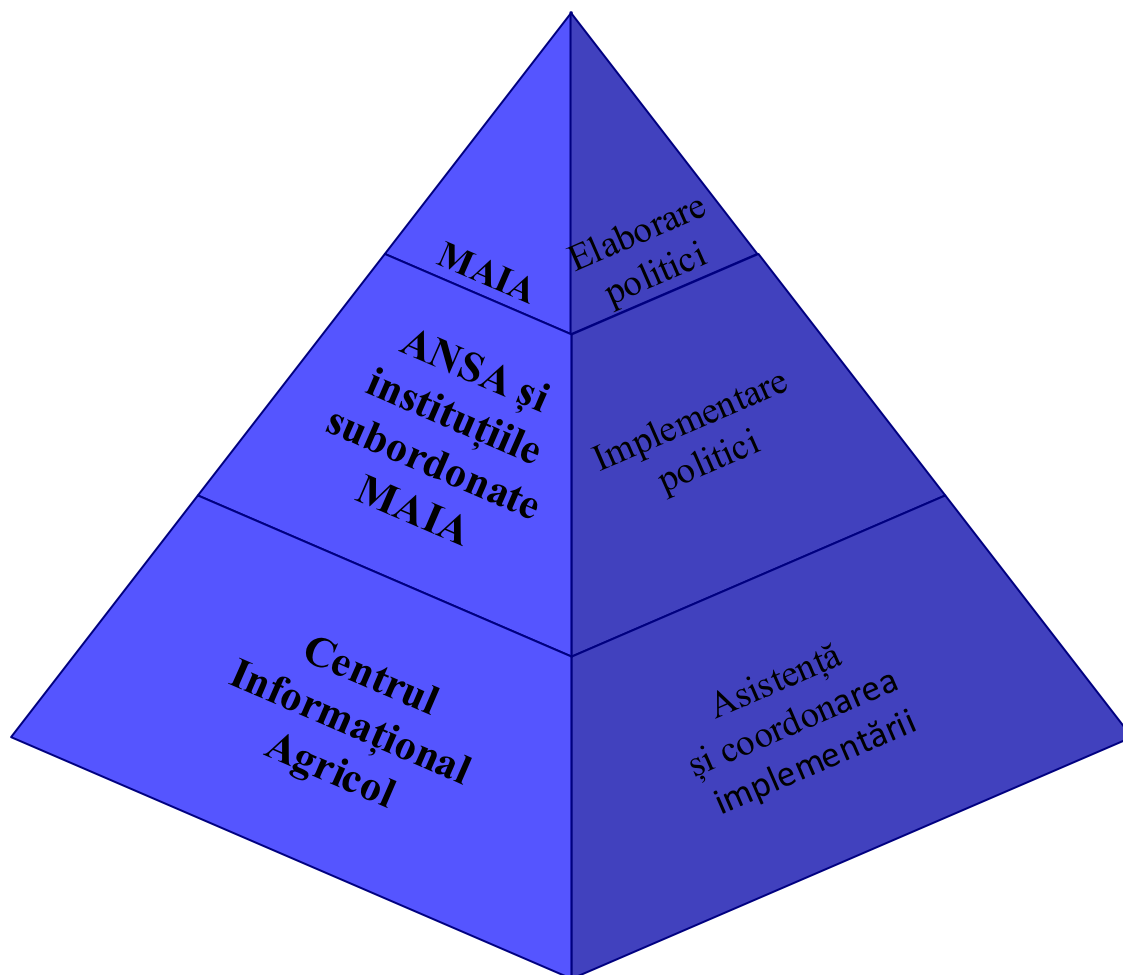 MAIA
Elaborare
politici
ANSA și
instituțiile
subordonate
MAIA
Implementare
politici
Centrul
Informațional
Agricol
Asistență
și coordonarea
implementării